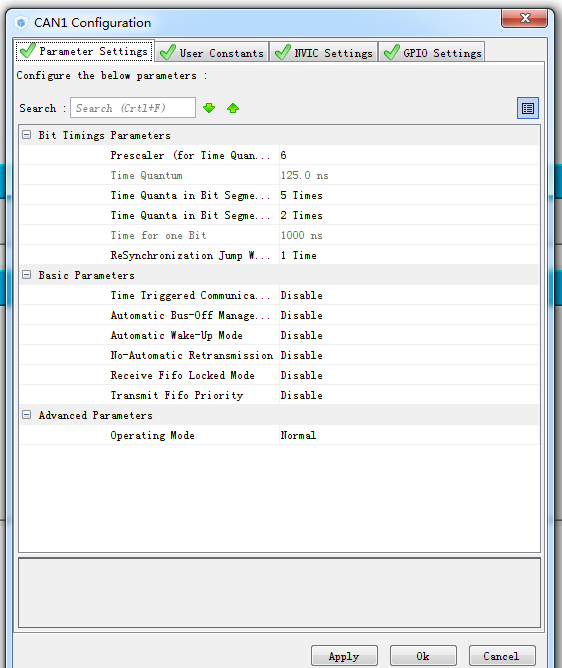 CAN1 Configuration
Parameter Settings User Constants NVIC Settings GPIO Settings
Configure the below parameters :
Search : Search (Crtl+F)
Bit Timings Parameters
Prescaler (for Time Quan... 6
Time Quantum 125.0 ns
Time Quanta in Bit Segme... 5 Times
Time Quanta in Bit Segme... 2 Times
Time for one Bit 1000 ns
ReSynchronization Jump W... 1 Time
Basic Parameters
Time Triggered Communica... Disable
Automatic Bus-Off Manage... Disable
Automatic Wake-Up Mode Disable
No-Automatic Retransmission Disable
Receive Fifo Locked Mode Disable
Transmit Fifo Priority Disable
Advanced Parameters
Operating Mode Normal
Apply Ok Cancel